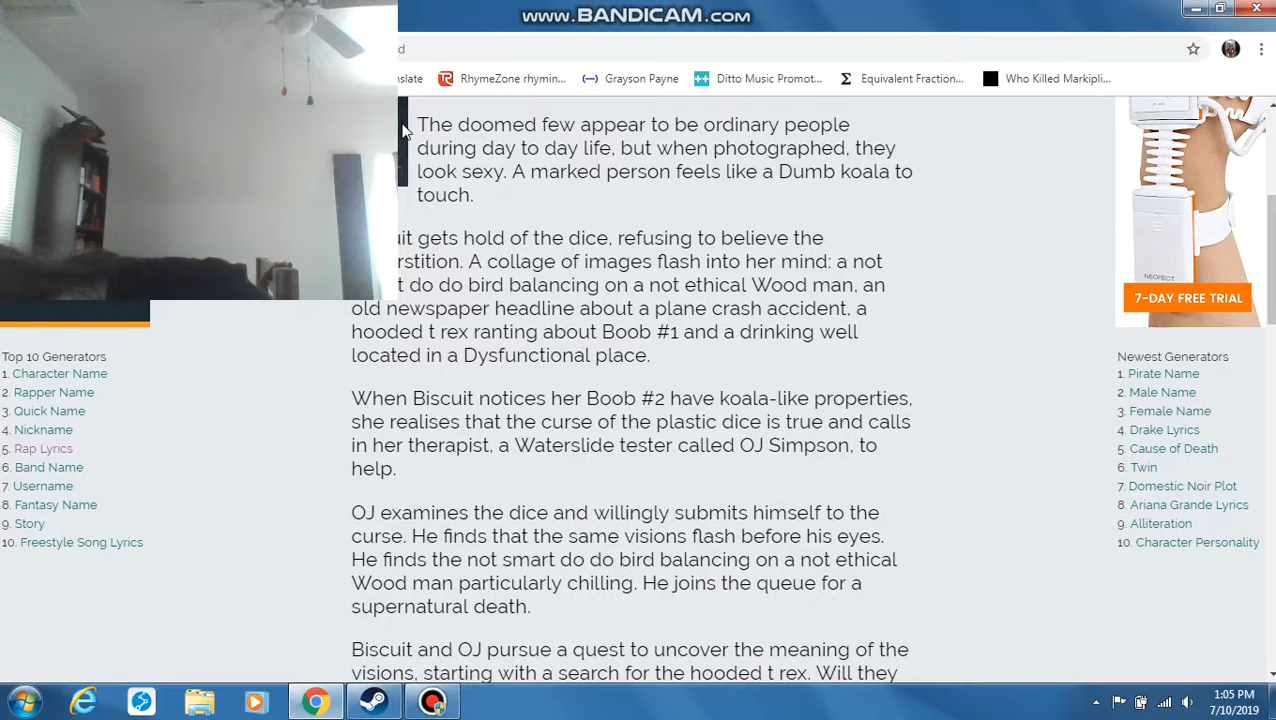 www.BANDICAM.com
d
nslate
RhymeZone rhymin...
Grayson Payne
Ditto Music Promot...
Equivalent Fraction...
Who Killed Markipli...
The doomed few appear to be ordinary people
during day to day life, but when photographed, they
look sexy. A marked person feels like a Dumb koala to
touch.
uit gets hold of the dice, refusing to believe the
erstition. A collage of images flash into her mind: a not
t do do bird balancing on a not ethical Wood man, an
old newspaper headline about a plane crash accident, a
hooded t rex ranting about Boob #1 and a drinking well
located in a Dysfunctional place.
When Biscuit notices her Boob #2 have koala-like properties,
she realises that the curse of the plastic dice is true and calls
in her therapist, a Waterslide tester called OJ Simpson, to
help.
OJ examines the dice and willingly submits himself to the
curse. He finds that the same visions flash before his eyes.
He finds the not smart do do bird balancing on a not ethical
Wood man particularly chilling. He joins the queue for a
supernatural death.
Biscuit and OJ pursue a quest to uncover the meaning of the
visions, starting with a search for the hooded t rex. Will they
Top 10 Generators
1. Character Name
2. Rapper Name
3. Quick Name
4. Nickname
5. Rap Lyrics
6. Band Name
7. Username
8. Fantasy Name
9. Story
10. Freestyle Song Lyrics
NEOFECT
7-DAY FREE TRIAL
Newest Generators
1. Pirate Name
2. Male Name
3. Female Name
4. Drake Lyrics
5. Cause of Death
6. Twin
7. Domestic Noir Plot
8. Ariana Grande Lyrics
9. Alliteration
10. Character Personality
1:05 PM
7/10/2019